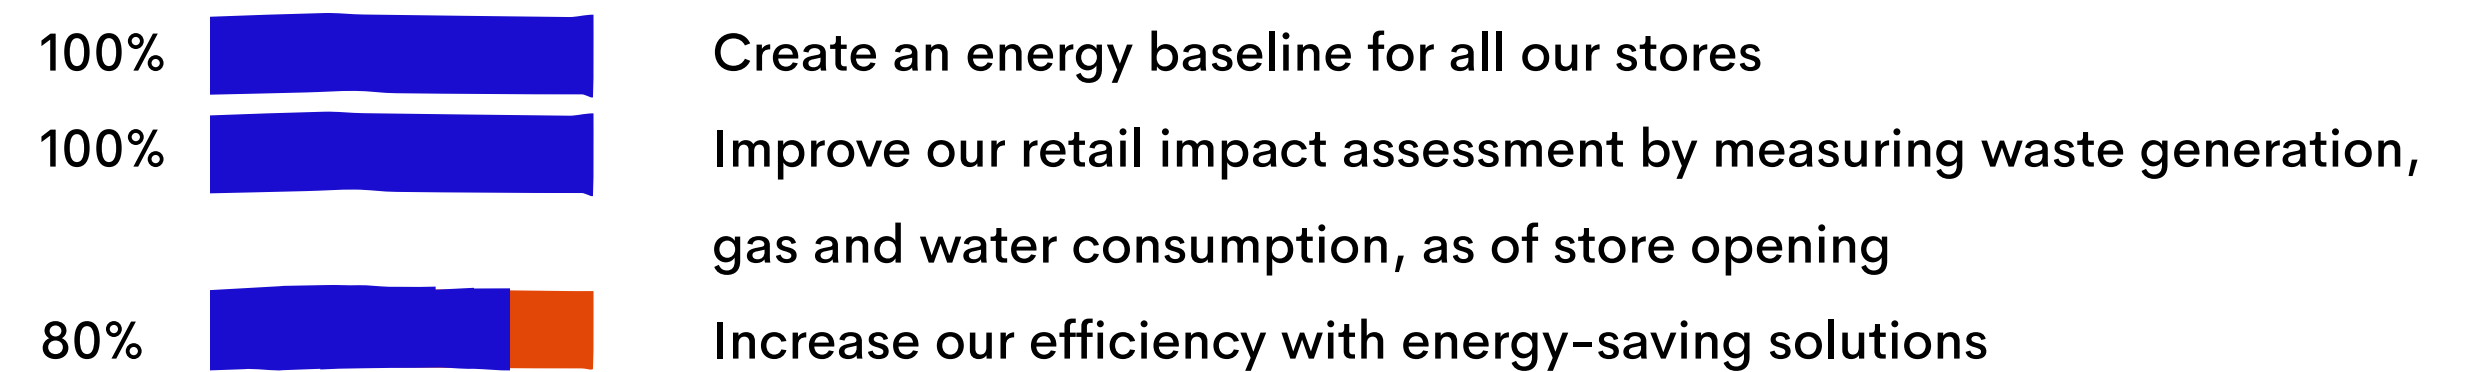 100% Create an energy baseline for all our stores
100% Improve our retail impact assessment by measuring waste generation,
gas and water consumption, as of store opening
80% Increase our efficiency with energy-saving solutions